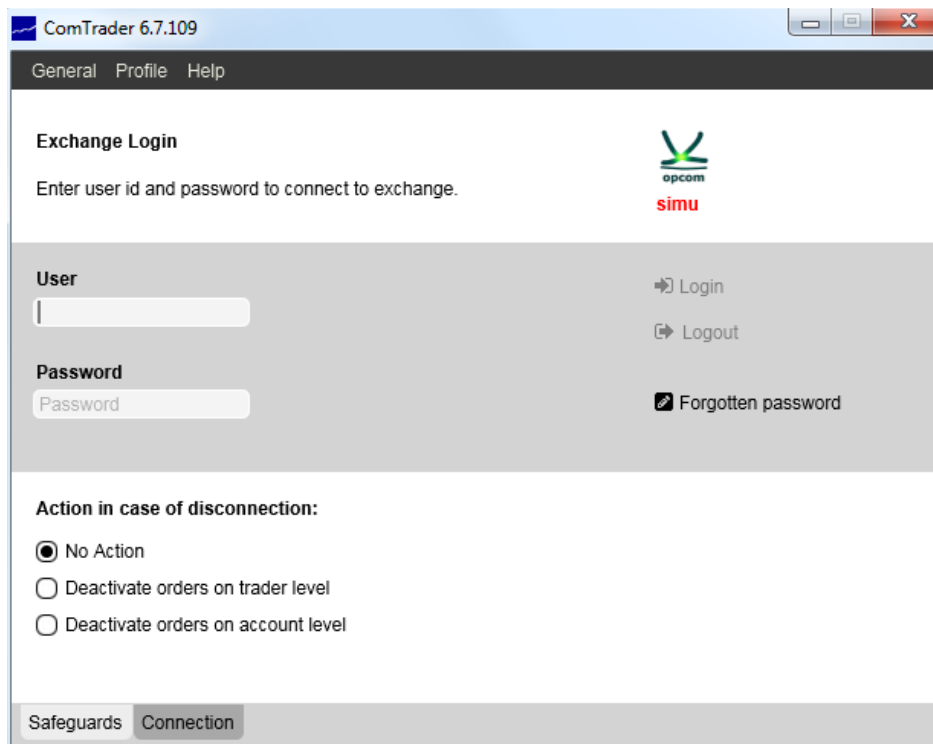 ComTrader 6.7.109
General Profile Help
Exchange Login
Enter user id and password to connect to exchange.
opcom
simu
User
Password
Password
Login
Logout
Forgotten password
Action in case of disconnection:
No Action
Deactivate orders on trader level
Deactivate orders on account level
Safeguards Connection